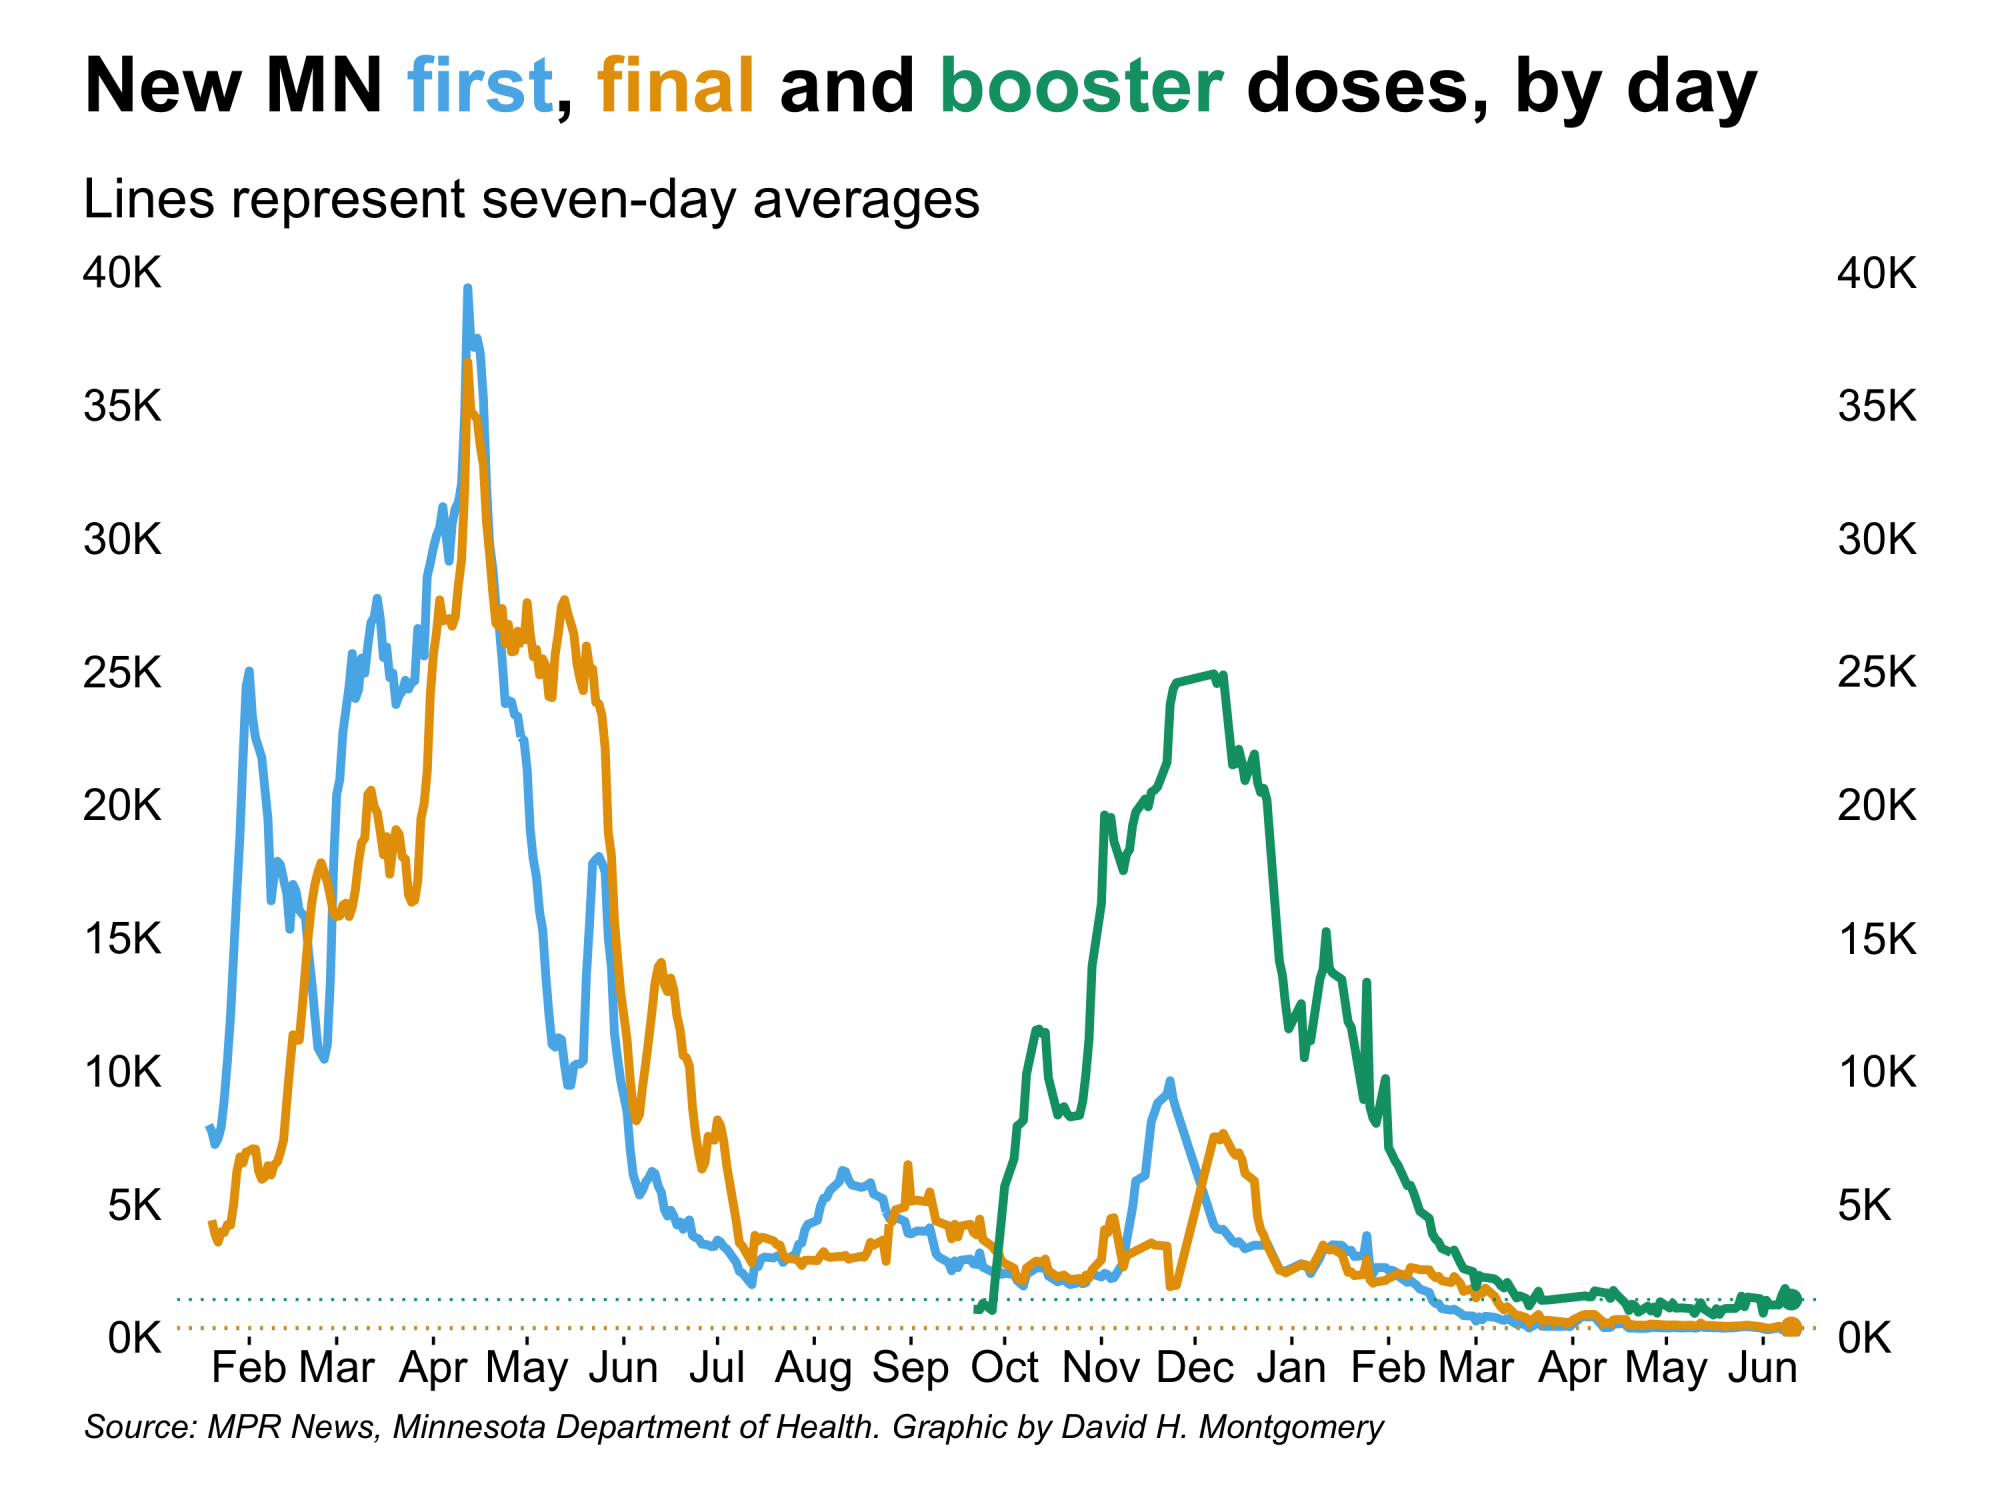 New MN first, final and booster doses, by day
Lines represent seven-day averages
40K 40K
35K 35K
30K 30K
25K 25K
20K 20K
15K 15K
10K 10K
5K 5K
0K 0K
Feb Mar Apr May Jun Jul Aug Sep Oct Nov Dec Jan Feb Mar Apr May Jun
Source: MPR News, Minnesota Department of Health. Graphic by David H. Montgomery